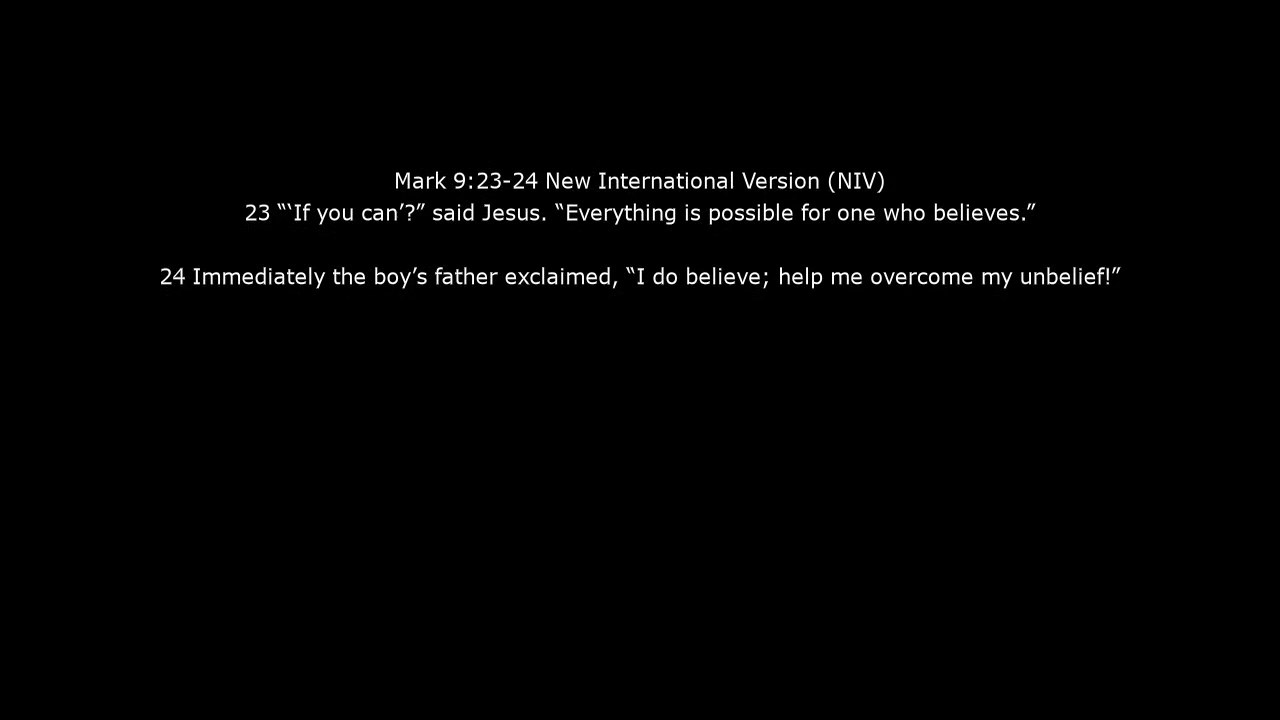 Mark 9:23-24 New International Version (NIV)
23 “‘If you can’?” said Jesus. “Everything is possible for one who believes.”
24 Immediately the boy’s father exclaimed, “I do believe; help me overcome my unbelief!”